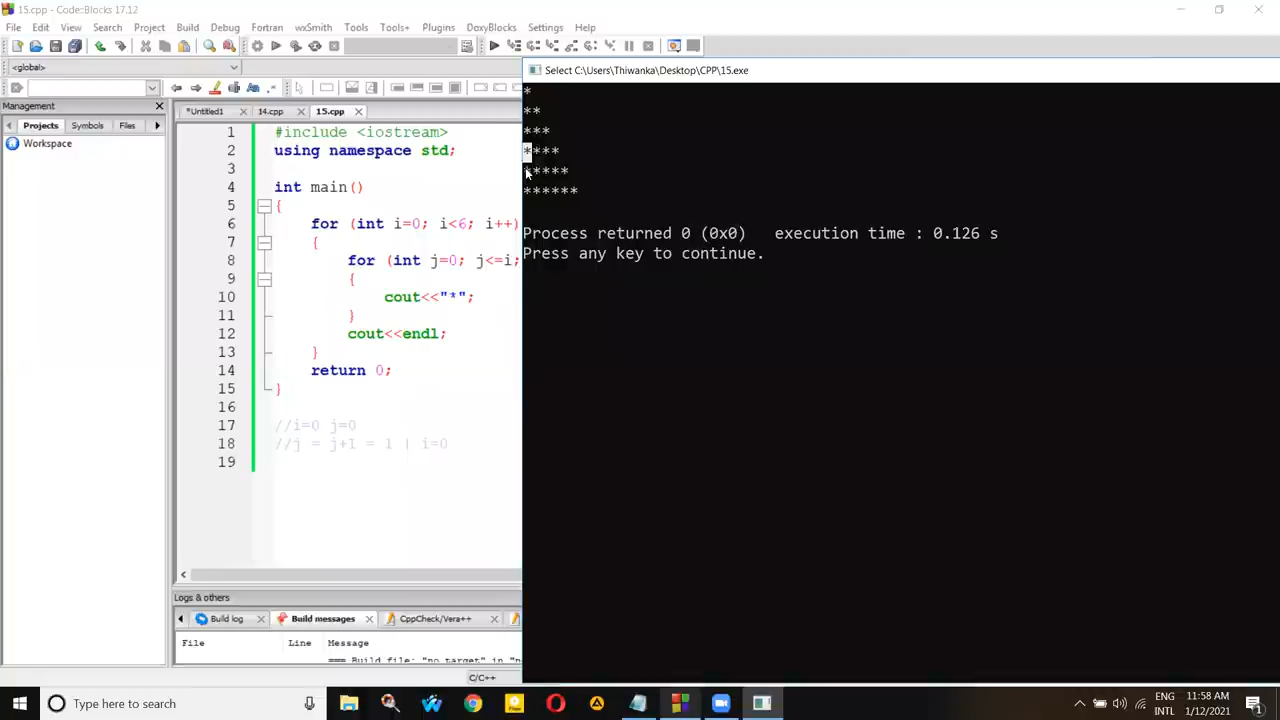 15.cpp - Code::Blocks 17.12
File Edit View Search Project Build Debug Fortran wxSmith Tools Tools+ Plugins DoxyBlocks Settings Help
<global>
Management
Projects Symbols Files
Workspace
*Untitled1 14.cpp 15.cpp
1 #include <iostream>
2 using namespace std;
3
4 int main()
5 {
6 for (int i=0; i<6; i++)
7 {
8 for (int j=0; j<=i;
9 {
10 cout<<"*";
11 }
12 cout<<endl;
13 }
14 return 0;
15 }
16
17 //i=0 j=0
18 //j = j+1 = 1 | i=0
19
Select C:\Users\Thiwanka\Desktop\CPP\15.exe
*
**
***
****
*****
******
Process returned 0 (0x0) execution time : 0.126 s
Press any key to continue.
Logs & others
Build log Build messages CppCheck/Vera++
File Line Message
=== Build file: "no target" in "n
C/C++
Type here to search
ENG 11:58 AM
INTL 1/12/2021